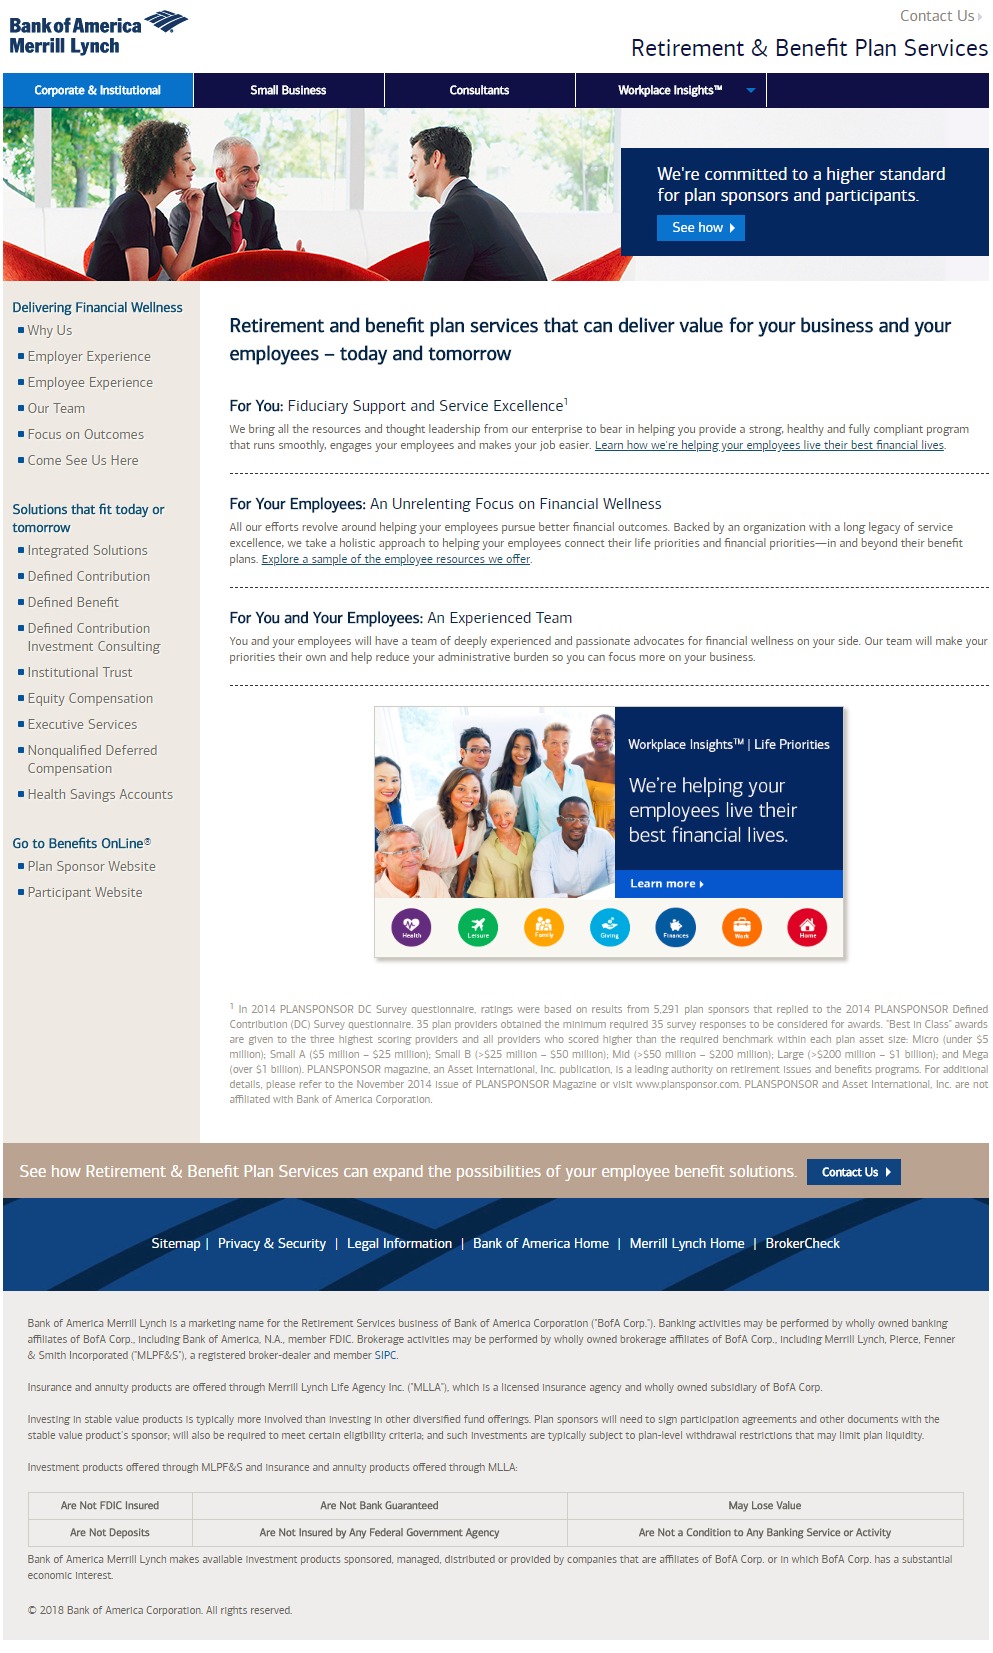 Bank of America
Merrill Lynch
Contact Us
Retirement & Benefit Plan Services
Corporate & Institutional
Small Business
Consultants
Workplace Insights™
We're committed to a higher standard
for plan sponsors and participants.
See how
Delivering Financial Wellness
Why Us
Employer Experience
Employee Experience
Our Team
Focus on Outcomes
Come See Us Here
Solutions that fit today or
tomorrow
Integrated Solutions
Defined Contribution
Defined Benefit
Defined Contribution
Investment Consulting
Institutional Trust
Equity Compensation
Executive Services
Nonqualified Deferred
Compensation
Health Savings Accounts
Go to Benefits OnLine®
Plan Sponsor Website
Participant Website
Retirement and benefit plan services that can deliver value for your business and your
employees – today and tomorrow
For You: Fiduciary Support and Service Excellence1
We bring all the resources and thought leadership from our enterprise to bear in helping you provide a strong, healthy and fully compliant program
that runs smoothly, engages your employees and makes your job easier. Learn how we're helping your employees live their best financial lives.
For Your Employees: An Unrelenting Focus on Financial Wellness
All our efforts revolve around helping your employees pursue better financial outcomes. Backed by an organization with a long legacy of service
excellence, we take a holistic approach to helping your employees connect their life priorities and financial priorities—in and beyond their benefit
plans. Explore a sample of the employee resources we offer.
For You and Your Employees: An Experienced Team
You and your employees will have a team of deeply experienced and passionate advocates for financial wellness on your side. Our team will make your
priorities their own and help reduce your administrative burden so you can focus more on your business.
Workplace Insights™ | Life Priorities
We're helping your
employees live their
best financial lives.
Learn more
Health
Leisure
Family
Giving
Finances
Work
Home
1 In 2014 PLANSPONSOR DC Survey questionnaire, ratings were based on results from 5,291 plan sponsors that replied to the 2014 PLANSPONSOR Defined
Contribution (DC) Survey questionnaire. 35 plan providers obtained the minimum required 35 survey responses to be considered for awards. "Best in Class" awards
are given to the three highest scoring providers and all providers who scored higher than the required benchmark within each plan asset size: Micro (under $5
million); Small A ($5 million – $25 million); Small B (>$25 million – $50 million); Mid (>$50 million – $200 million); Large (>$200 million – $1 billion); and Mega
(over $1 billion). PLANSPONSOR magazine, an Asset International, Inc. publication, is a leading authority on retirement issues and benefits programs. For additional
details, please refer to the November 2014 issue of PLANSPONSOR Magazine or visit www.plansponsor.com. PLANSPONSOR and Asset International, Inc. are not
affiliated with Bank of America Corporation.
See how Retirement & Benefit Plan Services can expand the possibilities of your employee benefit solutions.
Contact Us
Sitemap | Privacy & Security | Legal Information | Bank of America Home | Merrill Lynch Home | BrokerCheck
Bank of America Merrill Lynch is a marketing name for the Retirement Services business of Bank of America Corporation ("BofA Corp."). Banking activities may be performed by wholly owned banking
affiliates of BofA Corp., including Bank of America, N.A., member FDIC. Brokerage activities may be performed by wholly owned brokerage affiliates of BofA Corp., including Merrill Lynch, Pierce, Fenner
& Smith Incorporated ("MLPF&S"), a registered broker-dealer and member SIPC.
Insurance and annuity products are offered through Merrill Lynch Life Agency Inc. ("MLLA"), which is a licensed insurance agency and wholly owned subsidiary of BofA Corp.
Investing in stable value products is typically more involved than investing in other diversified fund offerings. Plan sponsors will need to sign participation agreements and other documents with the
stable value product's sponsor; will also be required to meet certain eligibility criteria; and such investments are typically subject to plan-level withdrawal restrictions that may limit plan liquidity.
Investment products offered through MLPF&S and insurance and annuity products offered through MLLA:
Are Not FDIC Insured
Are Not Bank Guaranteed
May Lose Value
Are Not Deposits
Are Not Insured by Any Federal Government Agency
Are Not a Condition to Any Banking Service or Activity
Bank of America Merrill Lynch makes available investment products sponsored, managed, distributed or provided by companies that are affiliates of BofA Corp. or in which BofA Corp. has a substantial
economic interest.
© 2018 Bank of America Corporation. All rights reserved.